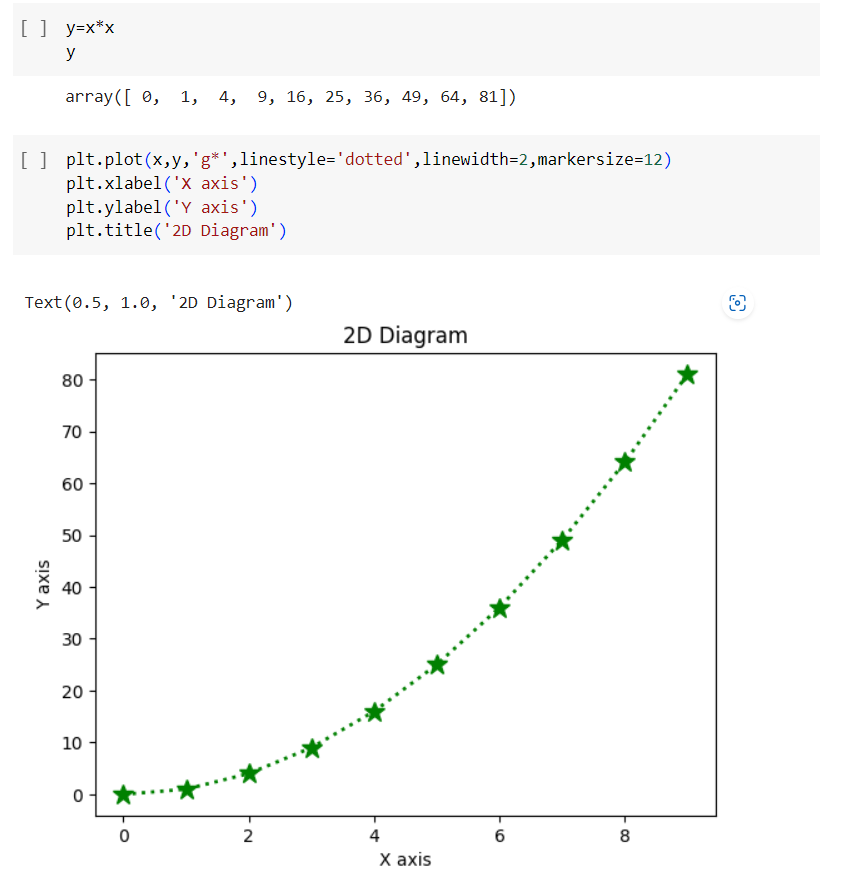 [ ] y=x*x
y
array([ 0,  1,  4,  9, 16, 25, 36, 49, 64, 81])
[ ] plt.plot(x,y,'g*',linestyle='dotted',linewidth=2,markersize=12)
plt.xlabel('X axis')
plt.ylabel('Y axis')
plt.title('2D Diagram')
Text(0.5, 1.0, '2D Diagram')
2D Diagram
80
70
60
50
40
30
20
10
0
Y axis
0 2 4 6 8
X axis